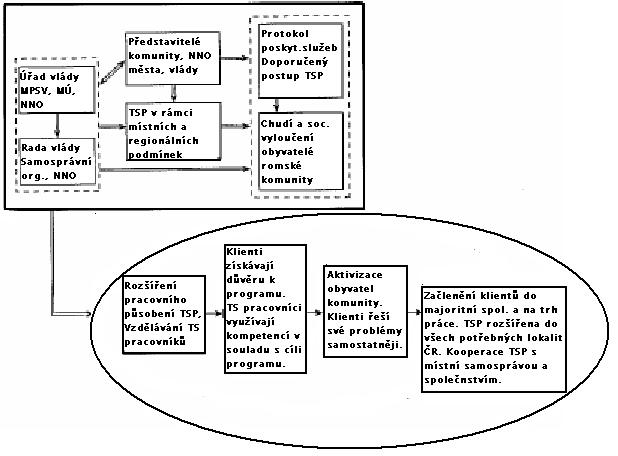 Úřad vlády
MPSV, MÚ,
NNO
Rada vlády
Samosprávní
org., NNO
Představitelé
komunity, NNO
města, vlády
TSP v rámci
místních a
regionálních
podmínek
Protokol
poskyt.služeb
Doporučený
postup TSP
Chudí a soc.
vyloučení
obyvatelé
romské
komunity
Rozšíření
pracovního
působení TSP,
Vzdělávání TS
pracovníků
Klienti
získávají
důvěru k
programu.
TS pracovníci
využívají
kompetencí v
souladu s cíli
programu.
Aktivizace
obyvatel
komunity.
Klienti řeší
své problémy
samostatněji.
Začlenění klientů do
majoritní spol. a na trh
práce. TSP rozšířena do
všech potřebných lokalit
ČR. Kooperace TSP s
místní samosprávou a
společnstvím.